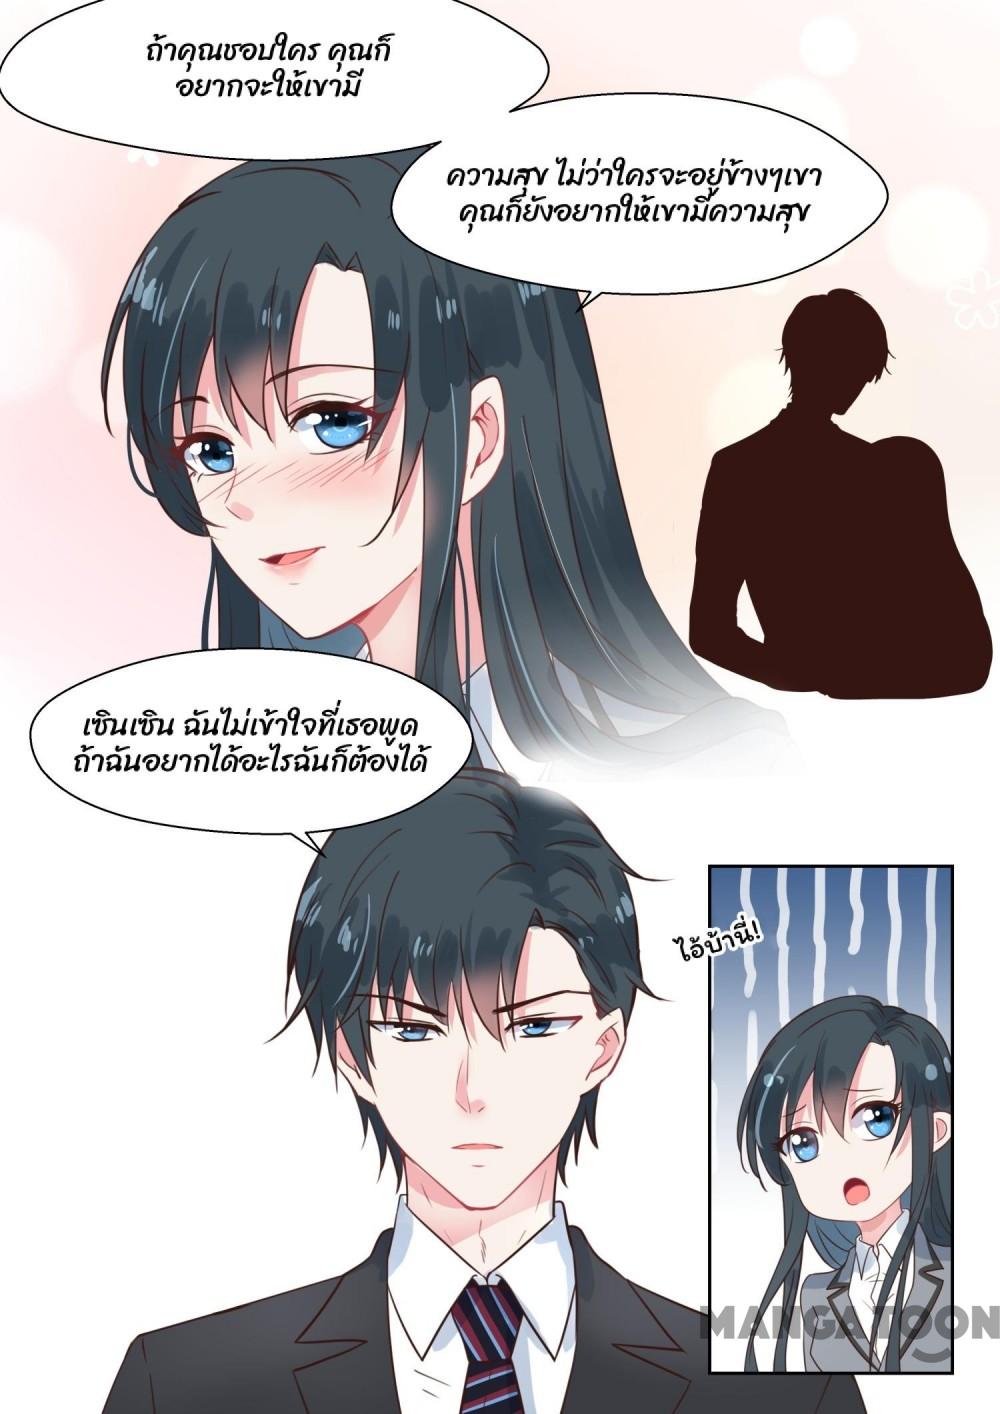 ถ้าคุณชอบใคร คุณก็
อยากจะให้เขามี
ความสุข ไม่ว่าใครจะอยู่ข้างๆเขา
คุณก็ยังอยากให้เขามีความสุข
เซินเซิน ฉันไม่เข้าใจที่เธอพูด
ถ้าฉันอยากได้อะไรฉันก็ต้องได้
ไอ้บ้านี่!
MANGATOON